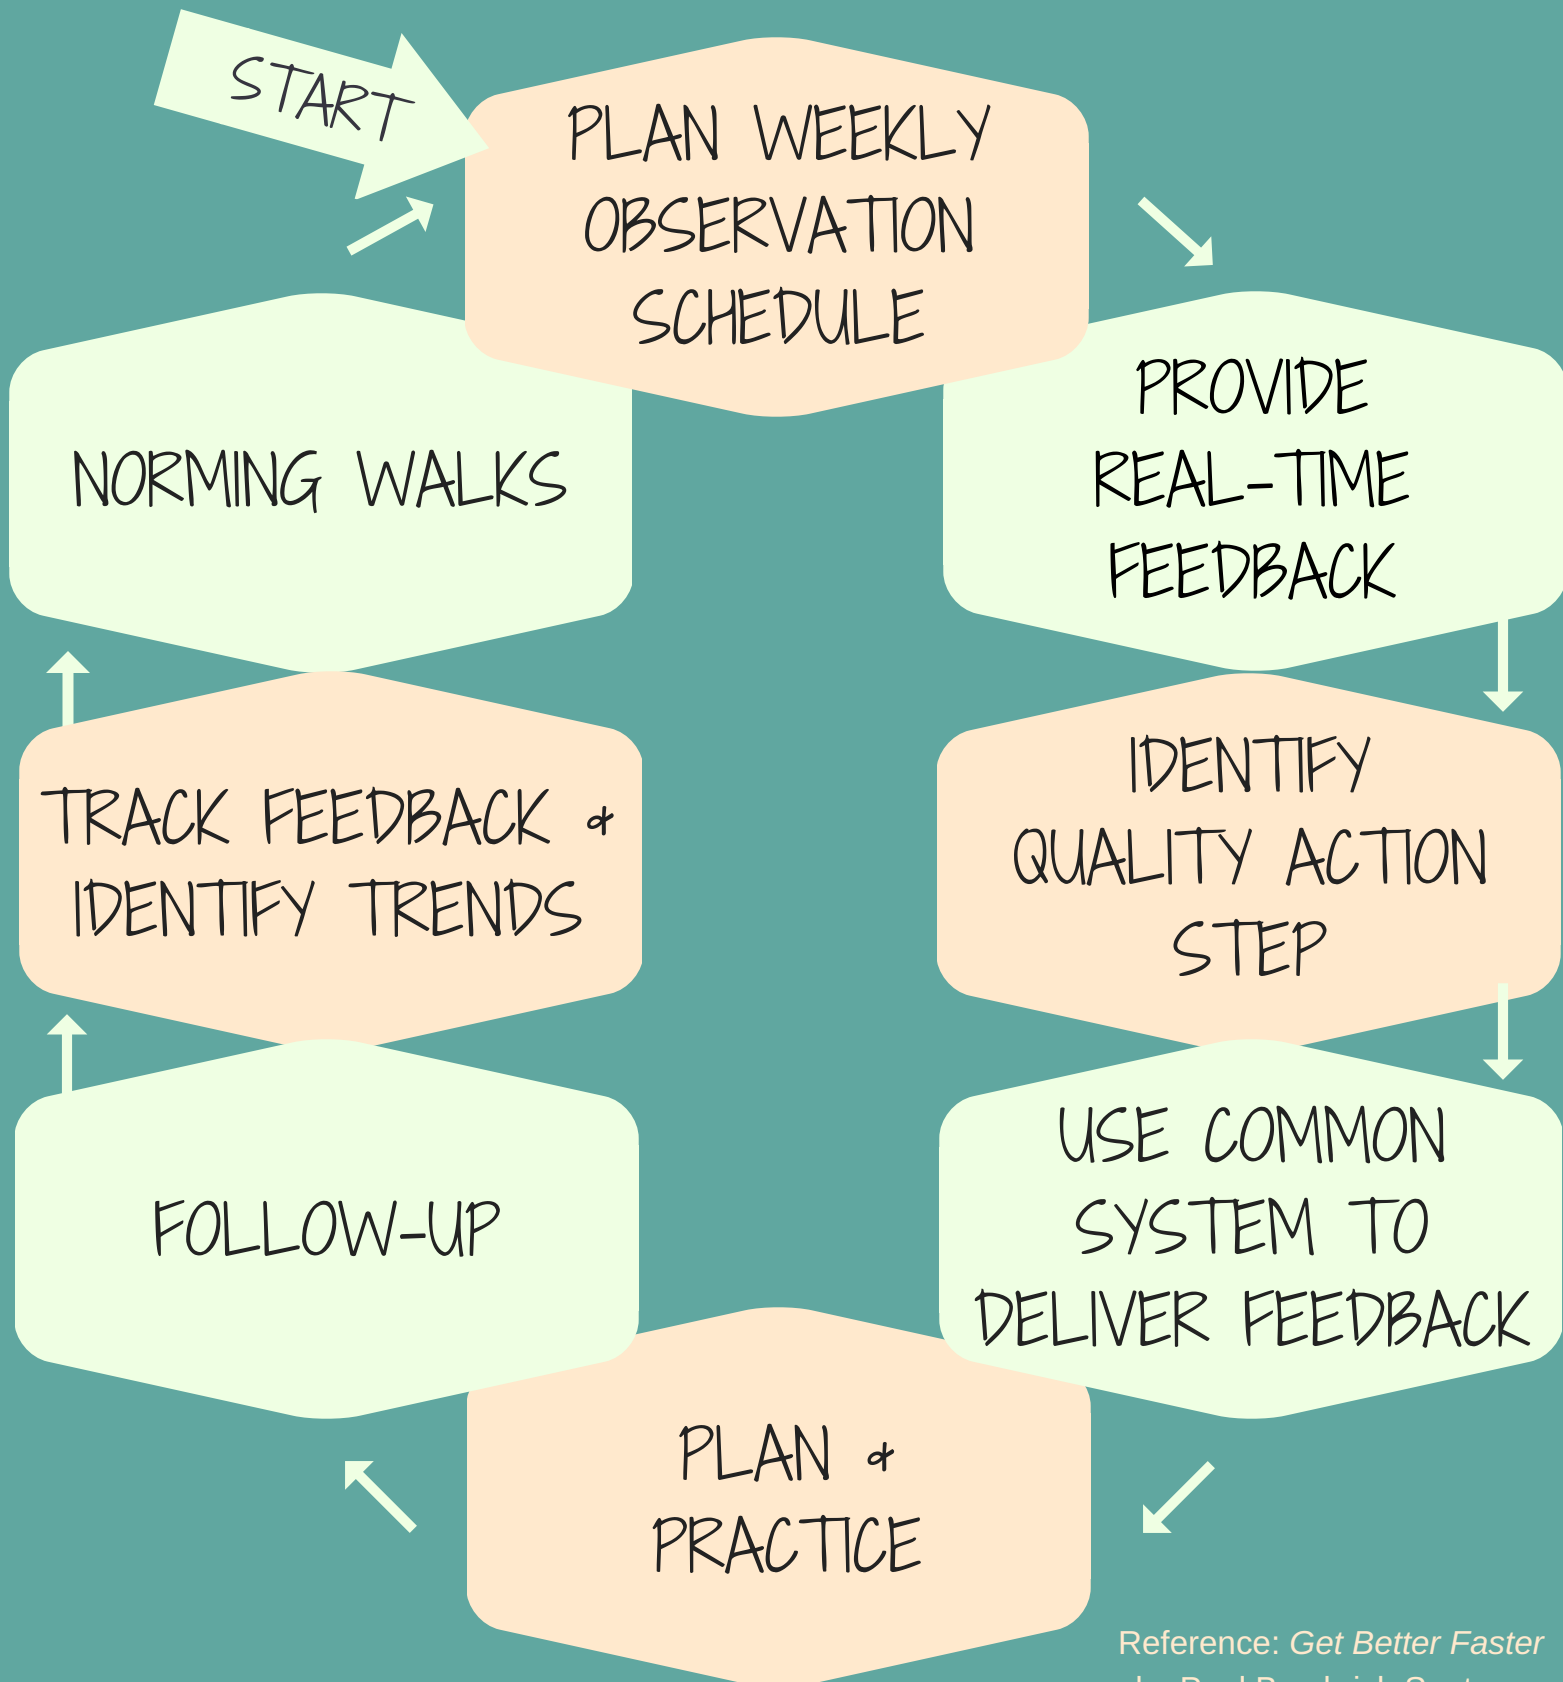 START
PLAN WEEKLY
OBSERVATION
SCHEDULE
PROVIDE
REAL-TIME
FEEDBACK
IDENTIFY
QUALITY ACTION
STEP
USE COMMON
SYSTEM TO
DELIVER FEEDBACK
PLAN &
PRACTICE
FOLLOW-UP
TRACK FEEDBACK &
IDENTIFY TRENDS
NORMING WALKS
Reference: Get Better Faster